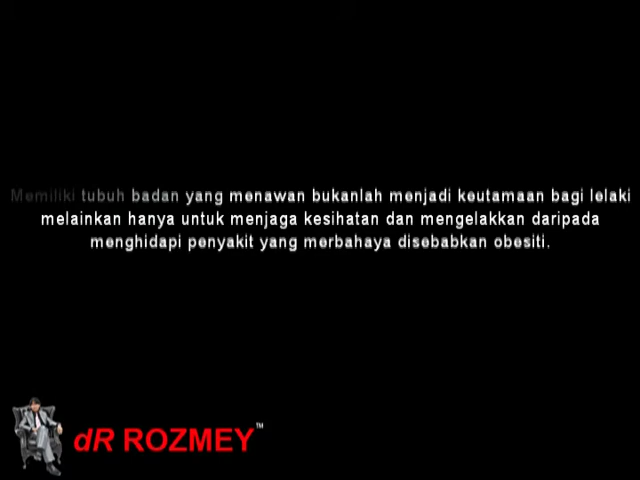 Memiliki tubuh badan yang menawan bukanlah menjadi keutamaan bagi lelaki
melainkan hanya untuk menjaga kesihatan dan mengelakkan daripada
menghidapi penyakit yang merbahaya disebabkan obesiti.
dR ROZMEY™